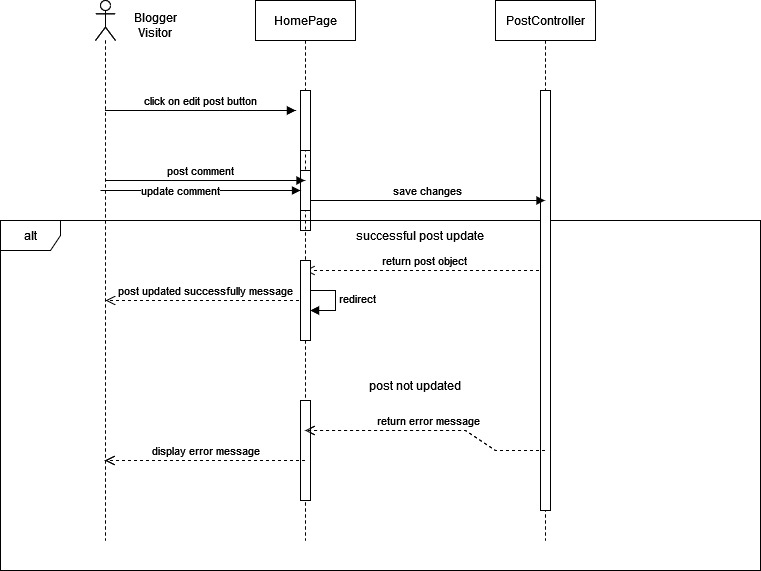 Blogger
Visitor
HomePage
PostController
click on edit post button
post comment
update comment
save changes
alt
successful post update
return post object
post updated successfully message
redirect
post not updated
return error message
display error message